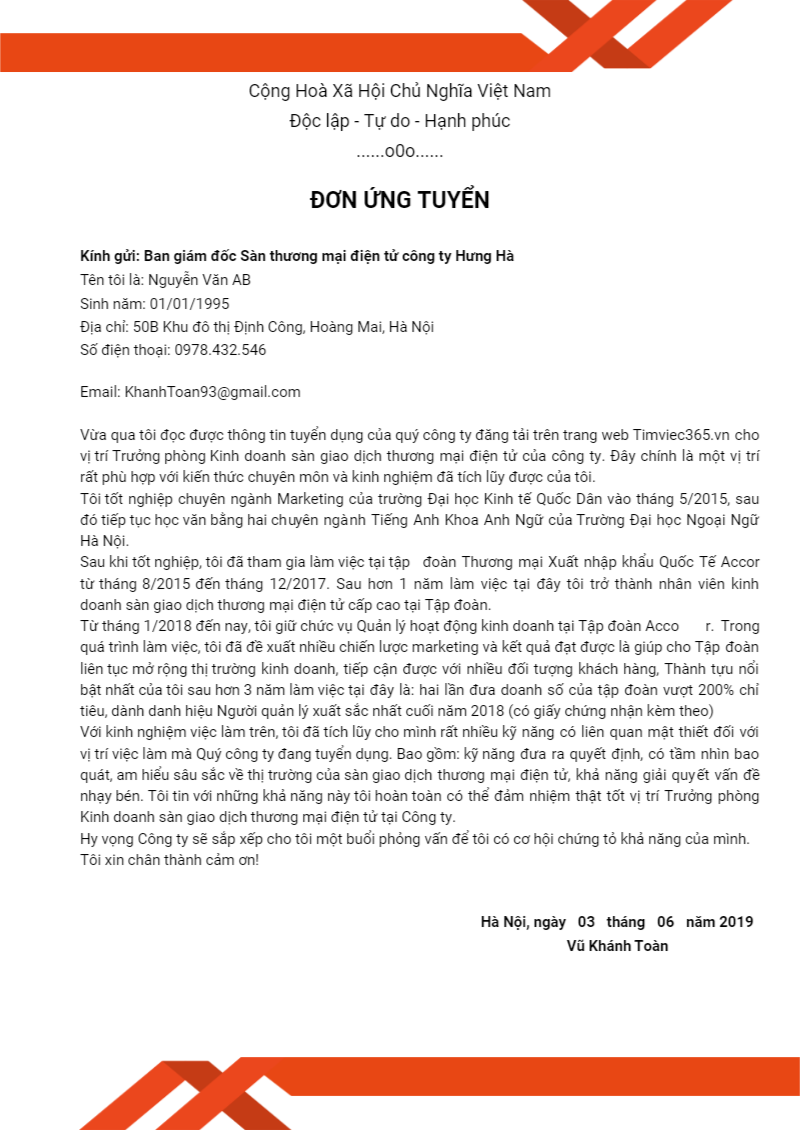 Cộng Hoà Xã Hội Chủ Nghĩa Việt Nam
Độc lập - Tự do - Hạnh phúc
......o0o......
ĐƠN ỨNG TUYỂN
Kính gửi: Ban giám đốc Sàn thương mại điện tử công ty Hưng Hà
Tên tôi là: Nguyễn Văn AB
Sinh năm: 01/01/1995
Địa chỉ: 50B Khu đô thị Định Công, Hoàng Mai, Hà Nội
Số điện thoại: 0978.432.546
Email: KhanhToan93@gmail.com
Vừa qua tôi đọc được thông tin tuyển dụng của quý công ty đăng tải trên trang web Timviec365.vn cho
vị trí Trưởng phòng Kinh doanh sàn giao dịch thương mại điện tử của công ty. Đây chính là một vị trí
rất phù hợp với kiến thức chuyên môn và kinh nghiệm đã tích lũy được của tôi.
Tôi tốt nghiệp chuyên ngành Marketing của trường Đại học Kinh tế Quốc Dân vào tháng 5/2015, sau
đó tiếp tục học văn bằng hai chuyên ngành Tiếng Anh Khoa Anh Ngữ của Trường Đại học Ngoại Ngữ
Hà Nội.
Sau khi tốt nghiệp, tôi đã tham gia làm việc tại tập đoàn Thương mại Xuất nhập khẩu Quốc Tế Accor
từ tháng 8/2015 đến tháng 12/2017. Sau hơn 1 năm làm việc tại đây tôi trở thành nhân viên kinh
doanh sàn giao dịch thương mại điện tử cấp cao tại Tập đoàn.
Từ tháng 1/2018 đến nay, tôi giữ chức vụ Quản lý hoạt động kinh doanh tại Tập đoàn Acco r. Trong
quá trình làm việc, tôi đã đề xuất nhiều chiến lược marketing và kết quả đạt được là giúp cho Tập đoàn
liên tục mở rộng thị trường kinh doanh, tiếp cận được với nhiều đối tượng khách hàng, Thành tựu nổi
bật nhất của tôi sau hơn 3 năm làm việc tại đây là: hai lần đưa doanh số của tập đoàn vượt 200% chỉ
tiêu, dành danh hiệu Người quản lý xuất sắc nhất cuối năm 2018 (có giấy chứng nhận kèm theo)
Với kinh nghiệm việc làm trên, tôi đã tích lũy cho mình rất nhiều kỹ năng có liên quan mật thiết đối với
vị trí việc làm mà Quý công ty đang tuyển dụng. Bao gồm: kỹ năng đưa ra quyết định, có tầm nhìn bao
quát, am hiểu sâu sắc về thị trường của sàn giao dịch thương mại điện tử, khả năng giải quyết vấn đề
nhạy bén. Tôi tin với những khả năng này tôi hoàn toàn có thể đảm nhiệm thật tốt vị trí Trưởng phòng
Kinh doanh sàn giao dịch thương mại điện tử tại Công ty.
Hy vọng Công ty sẽ sắp xếp cho tôi một buổi phỏng vấn để tôi có cơ hội chứng tỏ khả năng của mình.
Tôi xin chân thành cảm ơn!
Hà Nội, ngày 03 tháng 06 năm 2019
Vũ Khánh Toàn